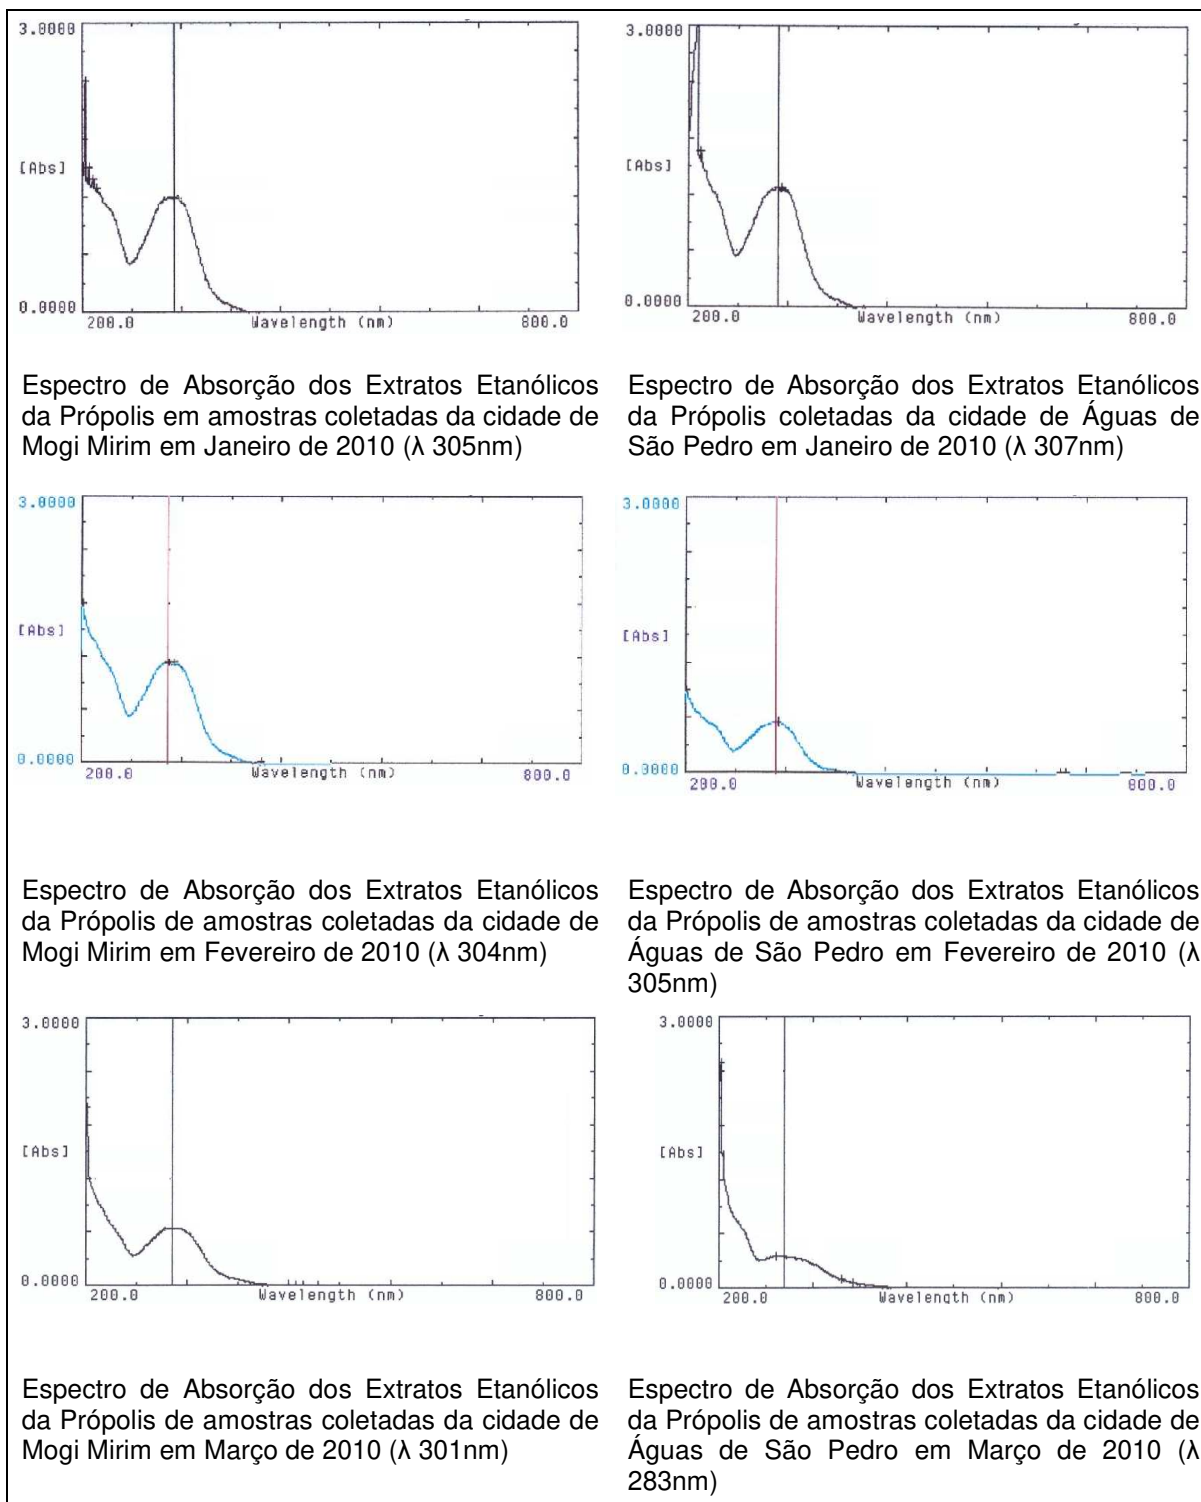 3.0000
[Abs]
0.0000
200.0 Wavelength (nm) 800.0
3.0000
[Abs]
0.0000
200.0 Wavelength (nm) 800.0
Espectro de Absorção dos Extratos Etanólicos
da Própolis em amostras coletadas da cidade de
Mogi Mirim em Janeiro de 2010 (λ 305nm)
Espectro de Absorção dos Extratos Etanólicos
da Própolis coletadas da cidade de Águas de
São Pedro em Janeiro de 2010 (λ 307nm)
3.0000
[Abs]
0.0000
200.0 Wavelength (nm) 800.0
3.0000
[Abs]
0.0000
200.0 Wavelength (nm) 800.0
Espectro de Absorção dos Extratos Etanólicos
da Própolis de amostras coletadas da cidade de
Mogi Mirim em Fevereiro de 2010 (λ 304nm)
Espectro de Absorção dos Extratos Etanólicos
da Própolis de amostras coletadas da cidade de
Águas de São Pedro em Fevereiro de 2010 (λ
305nm)
3.0000
[Abs]
0.0000
200.0 Wavelength (nm) 800.0
3.0000
[Abs]
0.0000
200.0 Wavelength (nm) 800.0
Espectro de Absorção dos Extratos Etanólicos
da Própolis de amostras coletadas da cidade de
Mogi Mirim em Março de 2010 (λ 301nm)
Espectro de Absorção dos Extratos Etanólicos
da Própolis de amostras coletadas da cidade de
Águas de São Pedro em Março de 2010 (λ
283nm)